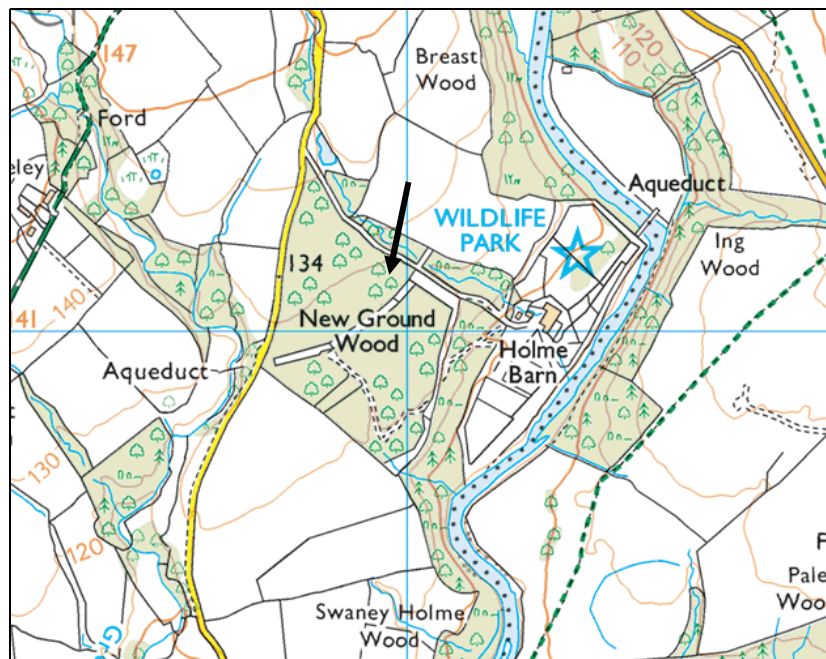 147
Breast
Wood
120
110
Ford
eley
Aqueduct
WILDLIFE
PARK
Ing
Wood
134
140
41
New Ground
Wood
Holme
Barn
Aqueduct
130
120
F
Pale
Woo
Swaney Holme
Wood
G